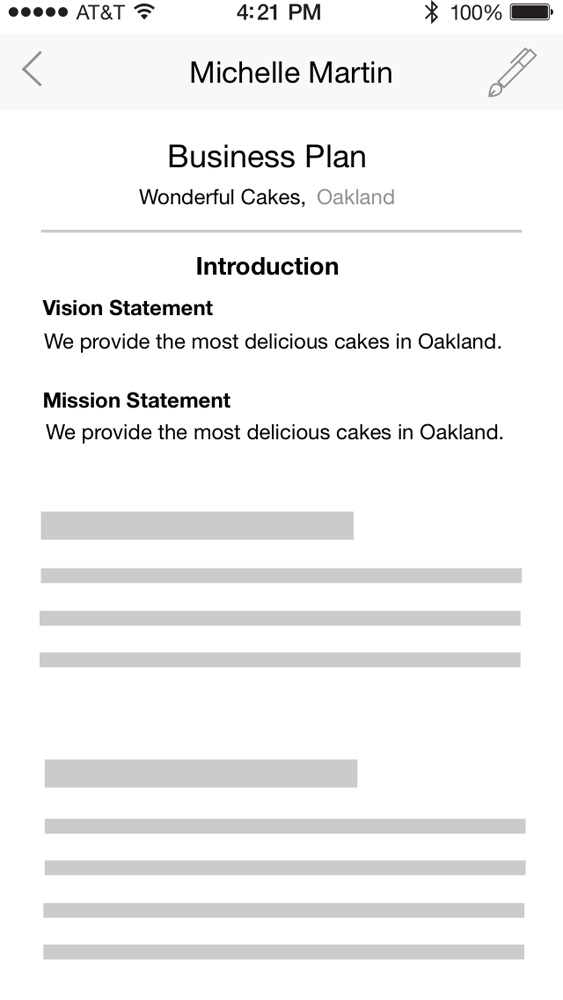 AT&T 4:21 PM 100%
Michelle Martin
Business Plan
Wonderful Cakes, Oakland
Introduction
Vision Statement
We provide the most delicious cakes in Oakland.
Mission Statement
We provide the most delicious cakes in Oakland.